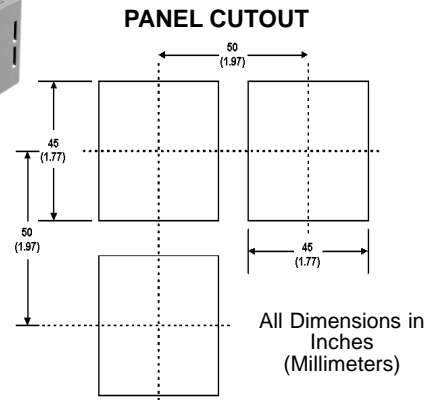 PANEL CUTOUT
50
(1.97)
45
(1.77)
50
(1.97)
45
(1.77)
All Dimensions in
Inches
(Millimeters)